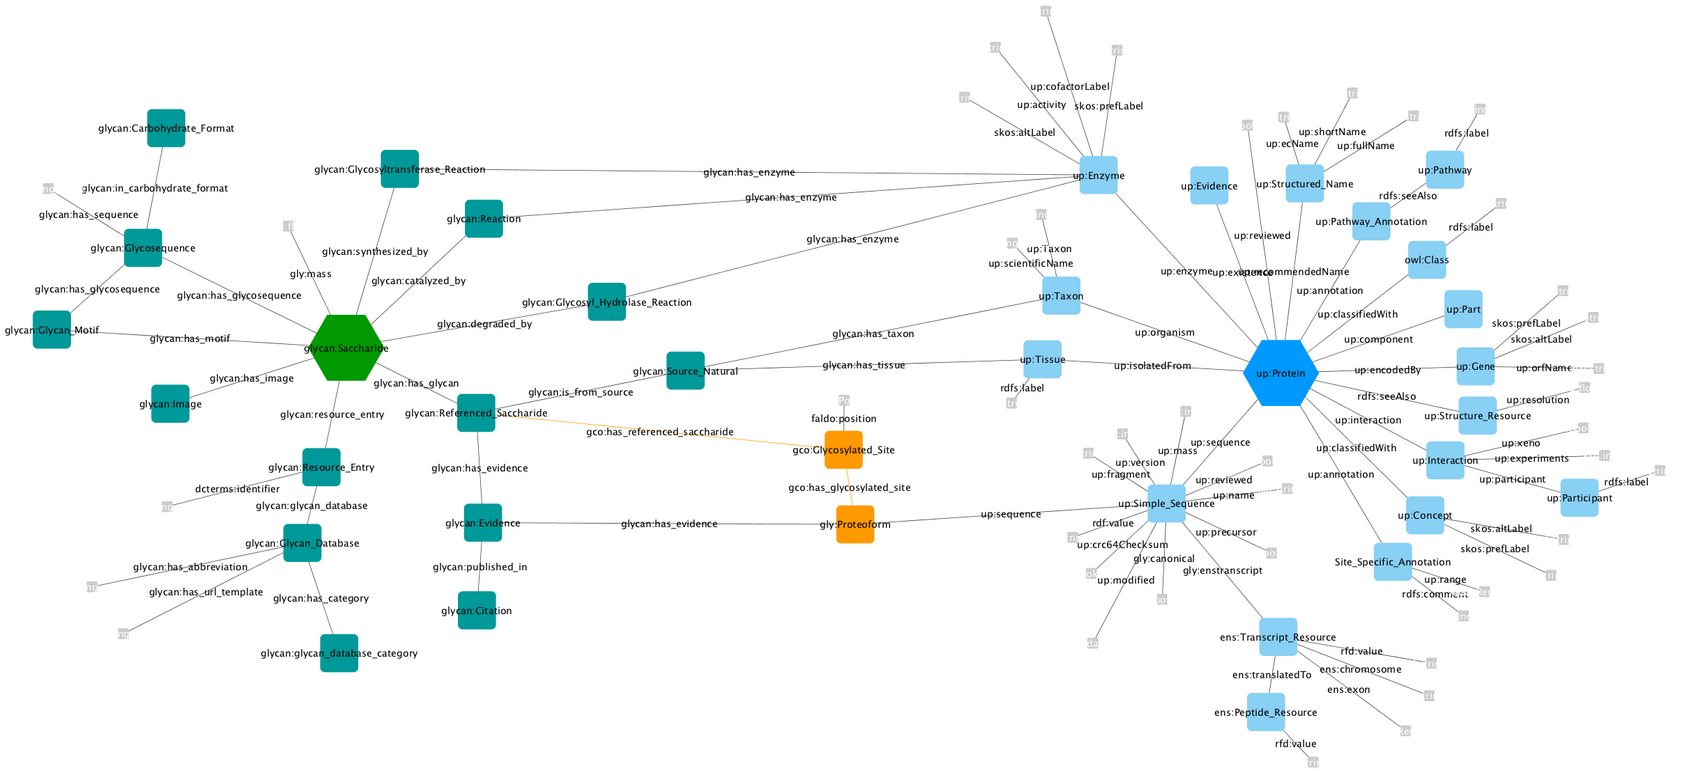 up:cofactorLabel
up:activity
skos:prefLabel
skos:altLabel
up:Enzyme
glycan:Carbohydrate_Format
glycan:in_carbohydrate_format
glycan:has_sequence
glycan:Glycosequence
glycan:has_glycosequence
glycan:has_glycosequence
glycan:Glycan_Motif
glycan:has_motif
gly:mass
glycan:Glycosyltransferase_Reaction
glycan:synthesized_by
glycan:Reaction
glycan:catalyzed_by
glycan:has_enzyme
glycan:has_enzyme
glycan:has_enzyme
glycan:Glycosyl_Hydrolase_Reaction
glycan:degraded_by
glycan:Saccharide
glycan:has_image
glycan:Image
glycan:has_glycan
glycan:resource_entry
glycan:Referenced_Saccharide
glycan:is_from_source
glycan:Source_Natural
glycan:has_taxon
glycan:has_tissue
glycan:Resource_Entry
dcterms:identifier
glycan:glycan_database
glycan:Glycan_Database
glycan:has_abbreviation
glycan:has_url_template
glycan:has_category
glycan:glycan_database_category
glycan:has_evidence
glycan:Evidence
glycan:published_in
glycan:Citation
glycan:has_evidence
gco:has_referenced_saccharide
faldo:position
gco:Glycosylated_Site
gco:has_glycosylated_site
gly:Proteoform
up:sequence
up:Taxon
up:scientificName
up:Taxon
up:organism
up:Tissue
rdfs:label
up:isolatedFrom
up:enzyme
up:existence
up:recommendedName
up:reviewed
up:Evidence
up:ecName
up:shortName
up:fullName
up:Structured_Name
rdfs:label
up:Pathway
rdfs:seeAlso
up:Pathway_Annotation
up:annotation
rdfs:label
owl:Class
up:classifiedWith
up:Part
up:component
up:Protein
skos:prefLabel
skos:altLabel
up:orfName
up:Gene
up:encodedBy
rdfs:seeAlso
up:resolution
up:Structure_Resource
up:interaction
up:xeno
up:experiments
up:Interaction
up:participant
rdfs:label
up:Participant
up:classifiedWith
up:Concept
skos:altLabel
skos:prefLabel
up:annotation
Site_Specific_Annotation
up:range
rdfs:comment
up:sequence
up:mass
up:version
up:fragment
up:reviewed
up:name
up:Simple_Sequence
rdf:value
up:precursor
up:crc64Checksum
gly:canonical
up:modified
gly:enstranscript
ens:Transcript_Resource
rfd:value
ens:chromosome
ens:exon
ens:translatedTo
ens:Peptide_Resource
rfd:value